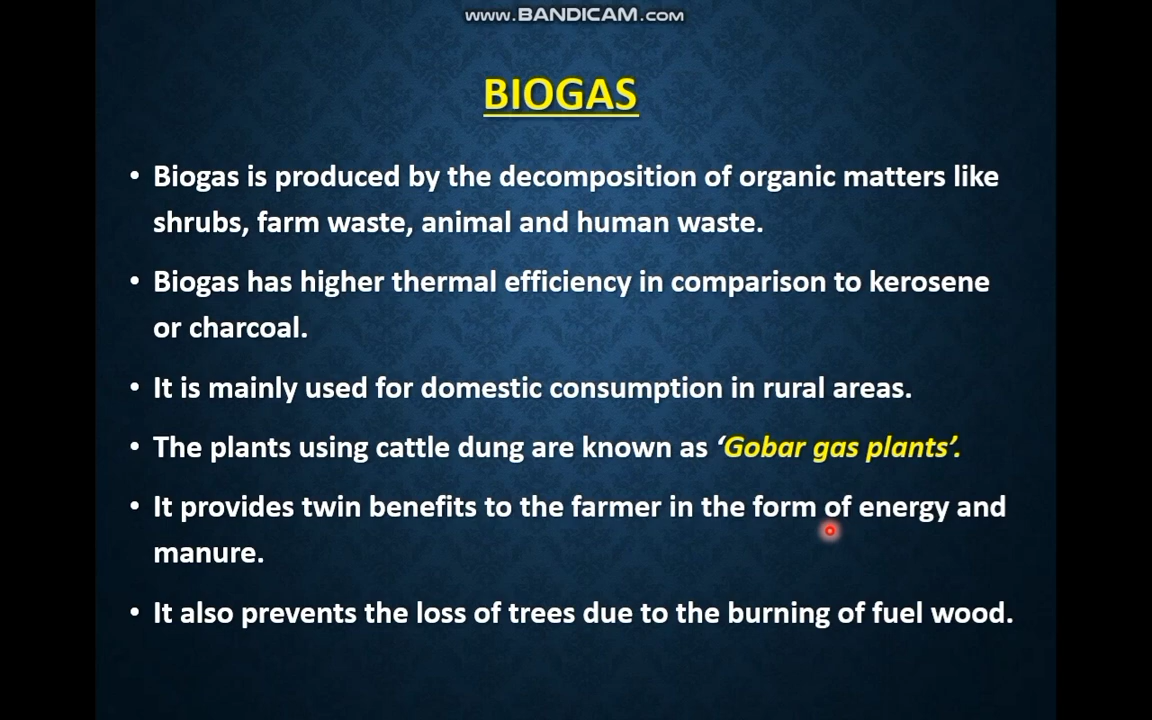 www.BANDICAM.com
BIOGAS
• Biogas is produced by the decomposition of organic matters like
shrubs, farm waste, animal and human waste.
• Biogas has higher thermal efficiency in comparison to kerosene
or charcoal.
• It is mainly used for domestic consumption in rural areas.
• The plants using cattle dung are known as ‘Gobar gas plants’.
• It provides twin benefits to the farmer in the form of energy and
manure.
• It also prevents the loss of trees due to the burning of fuel wood.